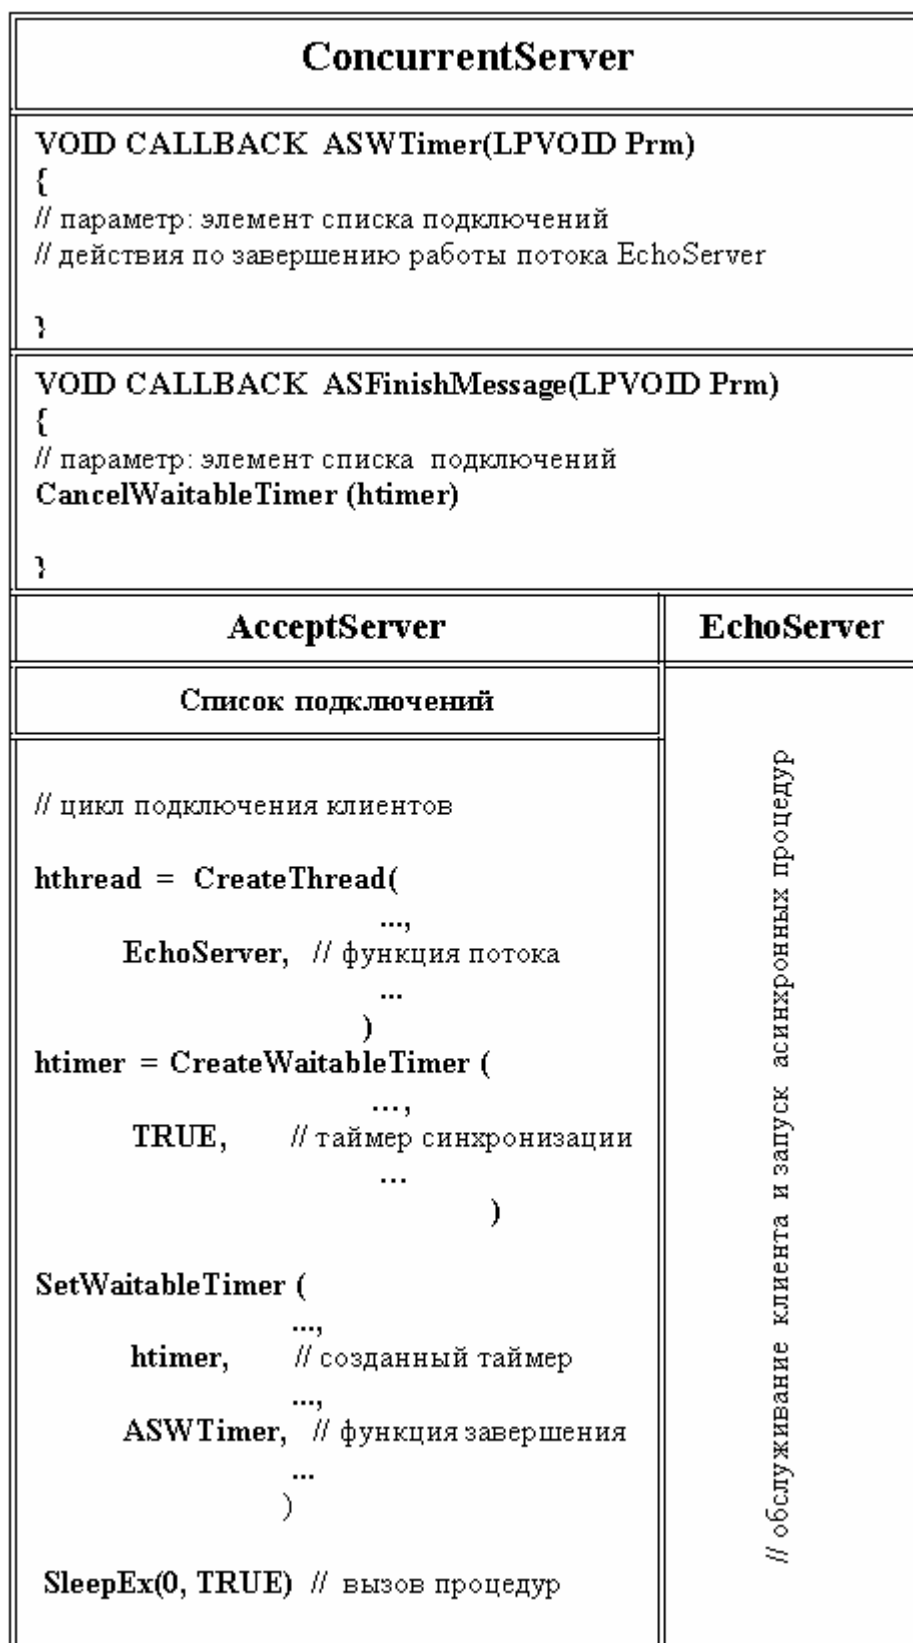 ConcurrentServer
VOID CALLBACK ASWTimer(LPVOID Prm)
{
// параметр: элемент списка подключений
// действия по завершению работы потока EchoServer
}
VOID CALLBACK ASFinishMessage(LPVOID Prm)
{
// параметр: элемент списка подключений
CancelWaitableTimer (htimer)
}
AcceptServer
EchoServer
Список подключений
// цикл подключения клиентов
hthread = CreateThread(
...,
EchoServer, // функция потока
...
)
htimer = CreateWaitableTimer (
...,
TRUE, // таймер синхронизации
...
)
SetWaitableTimer (
...,
htimer, // созданный таймер
...,
ASWTimer, // функция завершения
...
)
SleepEx(0, TRUE) // вызов процедур
// обслуживание клиента и запуск асинхронных процедур